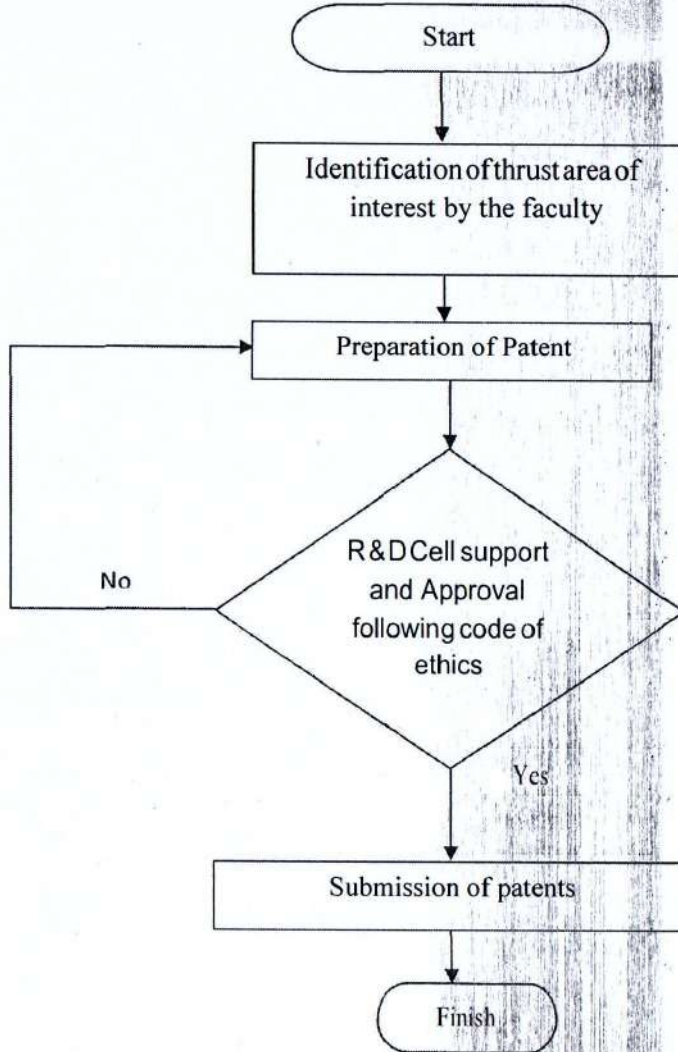 Start
Identification of thrust area of
interest by the faculty
Preparation of Patent
R & D Cell support
and Approval
following code of
ethics
No
Yes
Submission of patents
Finish